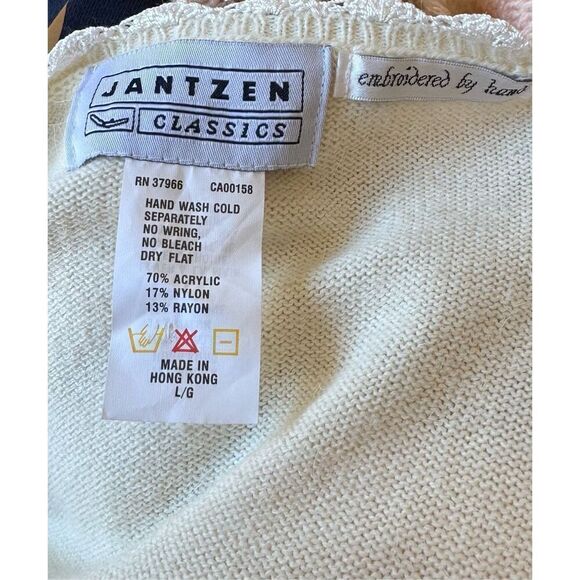 JANTZEN
CLASSICS
embroidered by hand
RN 37966 CA00158
HAND WASH COLD
SEPARATELY
NO WRING,
NO BLEACH
DRY FLAT
70% ACRYLIC
17% NYLON
13% RAYON
MADE IN
HONG KONG
L/G